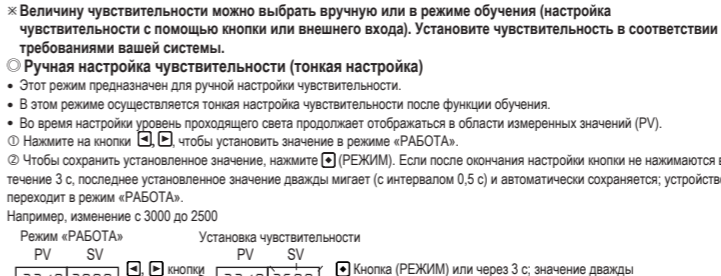 ※ Величину чувствительности можно выбрать вручную или в режиме обучения (настройка
чувствительности с помощью кнопки или внешнего входа). Установите чувствительность в соответствии с
требованиями вашей системы.
◎ Ручная настройка чувствительности (тонкая настройка)
• Этот режим предназначен для ручной настройки чувствительности.
• В этом режиме осуществляется тонкая настройка чувствительности после функции обучения.
• Во время настройки уровень проходящего света продолжает отображаться в области измеренных значений (PV).
① Нажмите на кнопки ◄, ►, чтобы установить значение в режиме «РАБОТА».
② Чтобы сохранить установленное значение, нажмите (РЕЖИМ). Если после окончания настройки кнопки не нажимаются в
течение 3 с, последнее установленное значение дважды мигает (с интервалом 0,5 с) и автоматически сохраняется; устройство
переходит в режим «РАБОТА».
Например, изменение с 3000 до 2500
Режим «РАБОТА» Установка чувствительности
PV SV PV SV
◄, ► кнопки Кнопка (РЕЖИМ) или через 3 с; значение дважды